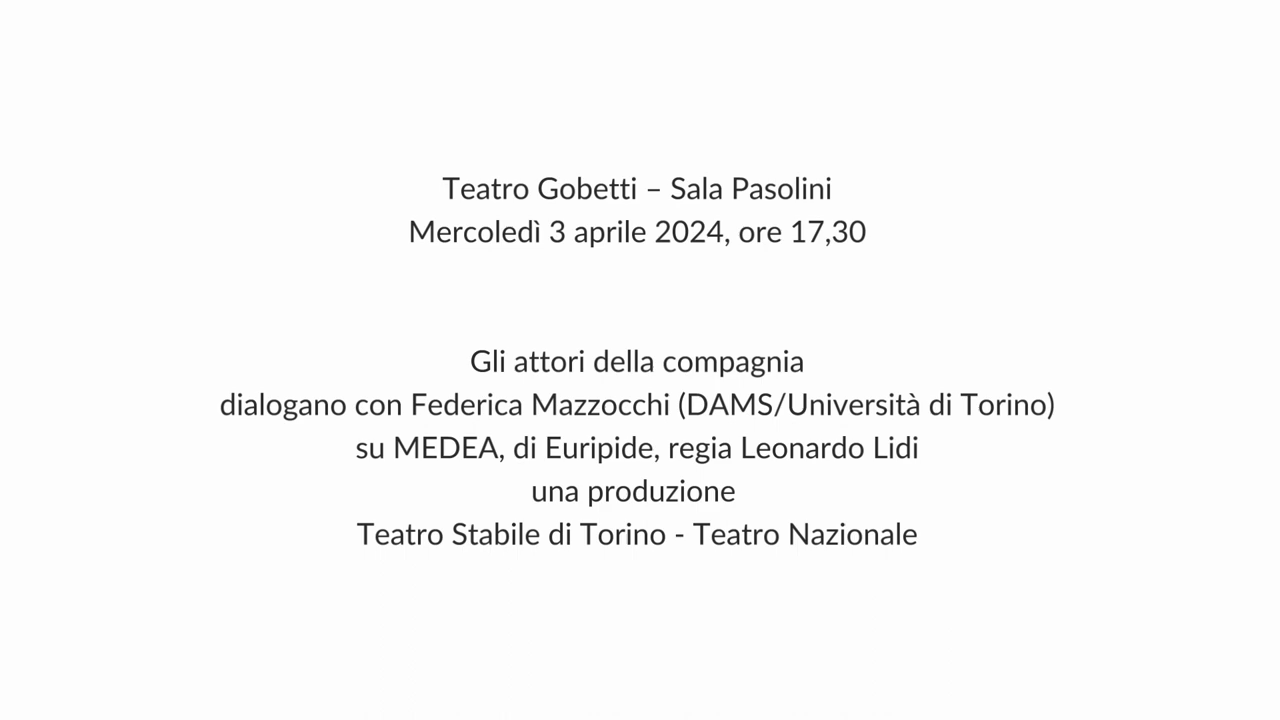 Teatro Gobetti – Sala Pasolini
Mercoledì 3 aprile 2024, ore 17,30
Gli attori della compagnia
dialogano con Federica Mazzocchi (DAMS/Università di Torino)
su MEDEA, di Euripide, regia Leonardo Lidi
una produzione
Teatro Stabile di Torino - Teatro Nazionale